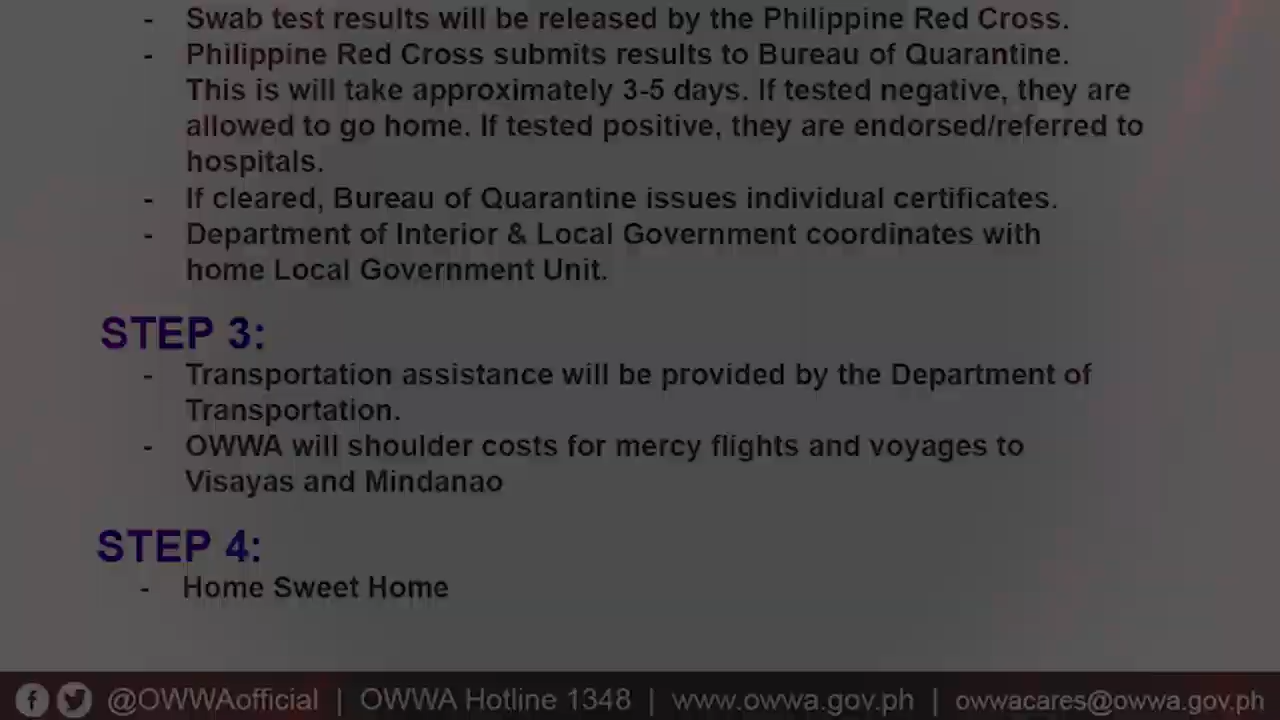 - Swab test results will be released by the Philippine Red Cross.
- Philippine Red Cross submits results to Bureau of Quarantine.
This is will take approximately 3-5 days. If tested negative, they are
allowed to go home. If tested positive, they are endorsed/referred to
hospitals.
- If cleared, Bureau of Quarantine issues individual certificates.
- Department of Interior & Local Government coordinates with
home Local Government Unit.
STEP 3:
- Transportation assistance will be provided by the Department of
Transportation.
- OWWA will shoulder costs for mercy flights and voyages to
Visayas and Mindanao
STEP 4:
- Home Sweet Home
@OWWAofficial | OWWA Hotline 1348 | www.owwa.gov.ph | owwacares@owwa.gov.ph